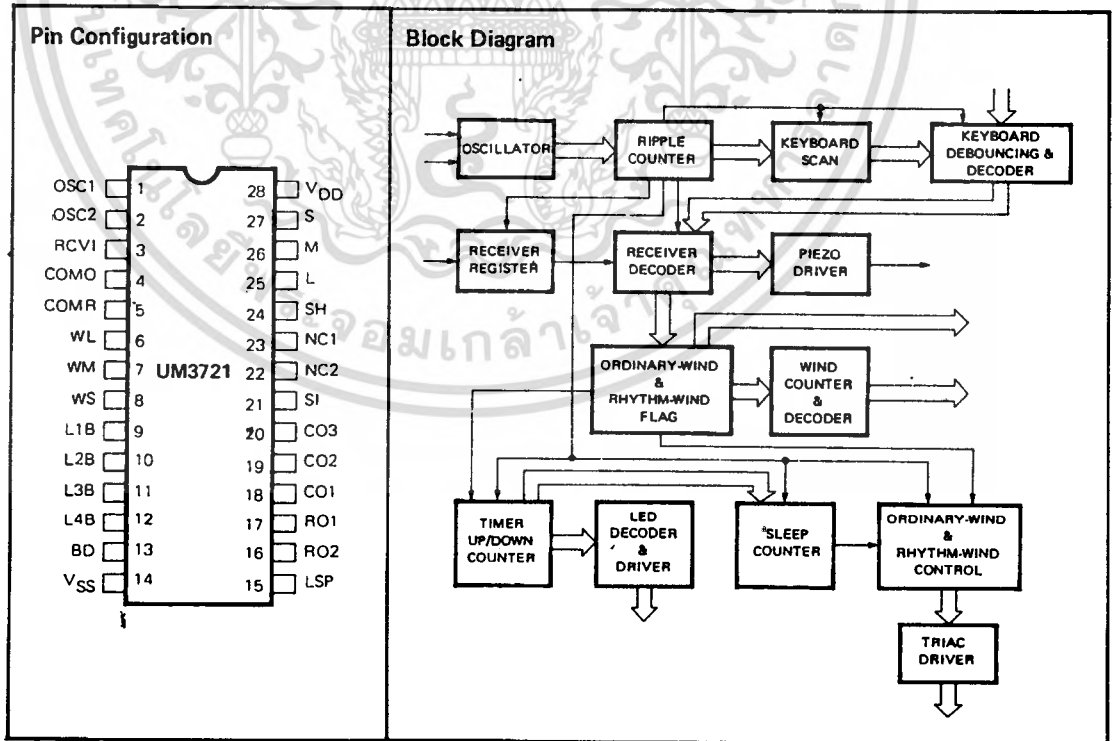 Pin Configuration
OSC1 1
OSC2 2
RCV1 3
COMO 4
COMR 5
WL 6
WM 7
WS 8
L1B 9
L2B 10
L3B 11
L4B 12
BD 13
VSS 14
UM3721
28 VDD
27 S
26 M
25 L
24 SH
23 NC1
22 NC2
21 SI
20 CO3
19 CO2
18 CO1
17 RO1
16 RO2
15 LSP
Block Diagram
OSCILLATOR
RIPPLE
COUNTER
KEYBOARD
SCAN
KEYBOARD
DEBOUNCING &
DECODER
RECEIVER
REGISTER
RECEIVER
DECODER
PIEZO
DRIVER
ORDINARY-WIND
&
RHYTHM-WIND
FLAG
WIND
COUNTER
&
DECODER
TIMER
UP/DOWN
COUNTER
LED
DECODER
&
DRIVER
SLEEP
COUNTER
ORDINARY-WIND
&
RHYTHM-WIND
CONTROL
TRIAC
DRIVER